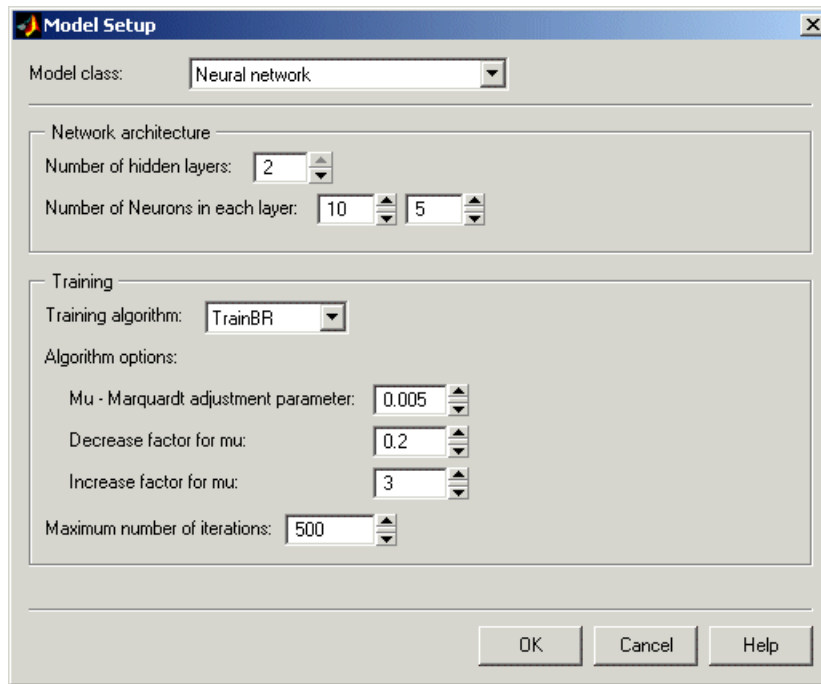 Model Setup
Model class: Neural network
Network architecture
Number of hidden layers: 2
Number of Neurons in each layer: 10 5
Training
Training algorithm: TrainBR
Algorithm options:
Mu - Marquardt adjustment parameter: 0.005
Decrease factor for mu: 0.2
Increase factor for mu: 3
Maximum number of iterations: 500
OK Cancel Help